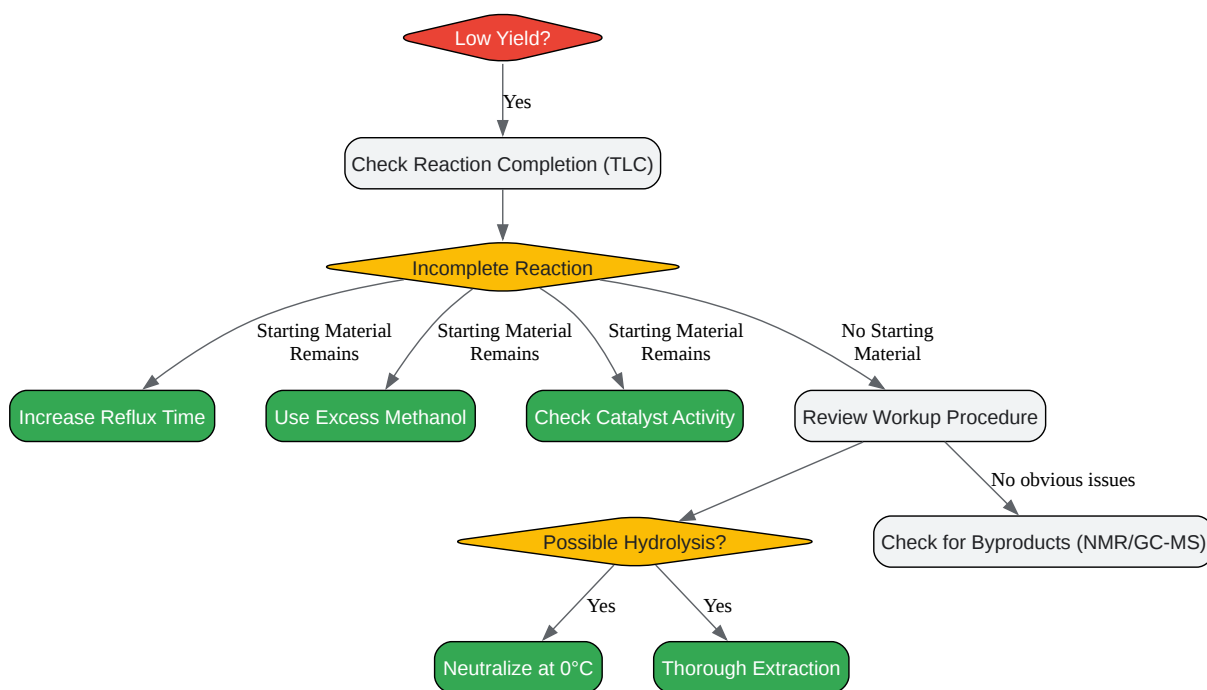 Low Yield?
Yes
Check Reaction Completion (TLC)
Incomplete Reaction
Starting Material
Remains
Starting Material
Remains
Starting Material
Remains
No Starting
Material
Increase Reflux Time
Use Excess Methanol
Check Catalyst Activity
Review Workup Procedure
No obvious issues
Possible Hydrolysis?
Check for Byproducts (NMR/GC-MS)
Yes
Yes
Neutralize at 0°C
Thorough Extraction